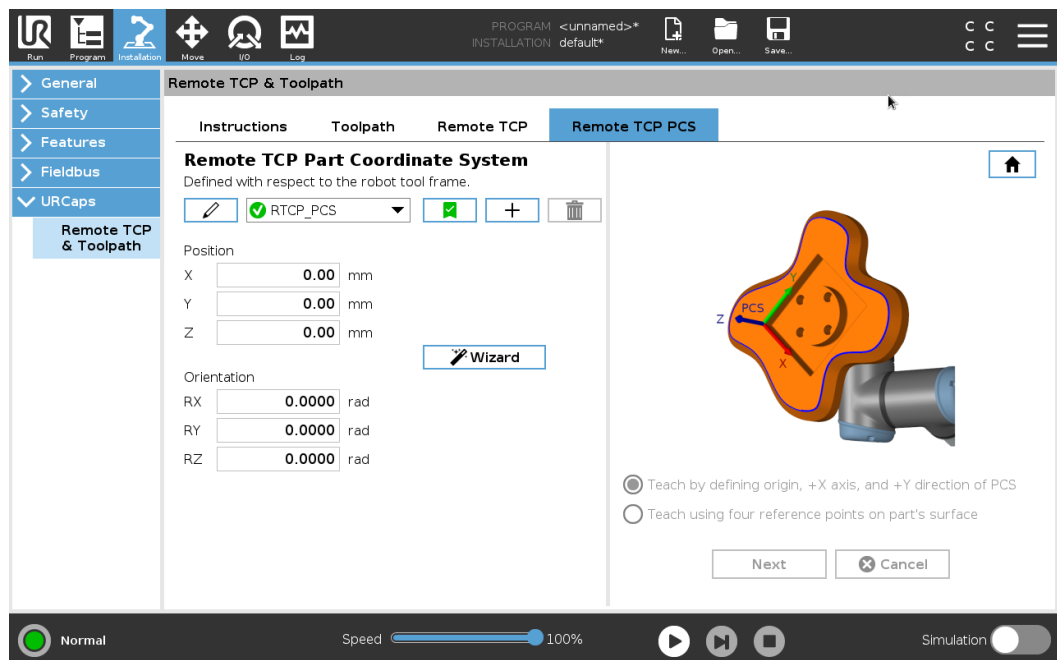 PROGRAM <unnamed>*
INSTALLATION default*
New...
Open...
Save...
C C
C C
Run
Program
Installation
Move
I/O
Log
General
Safety
Features
Fieldbus
URCaps
Remote TCP
& Toolpath
Remote TCP & Toolpath
Instructions
Toolpath
Remote TCP
Remote TCP PCS
Remote TCP Part Coordinate System
Defined with respect to the robot tool frame.
RTCP_PCS
Position
X 0.00 mm
Y 0.00 mm
Z 0.00 mm
Wizard
Orientation
RX 0.0000 rad
RY 0.0000 rad
RZ 0.0000 rad
Y
PCS
Z
X
Teach by defining origin, +X axis, and +Y direction of PCS
Teach using four reference points on part's surface
Next
Cancel
Normal
Speed
100%
Simulation